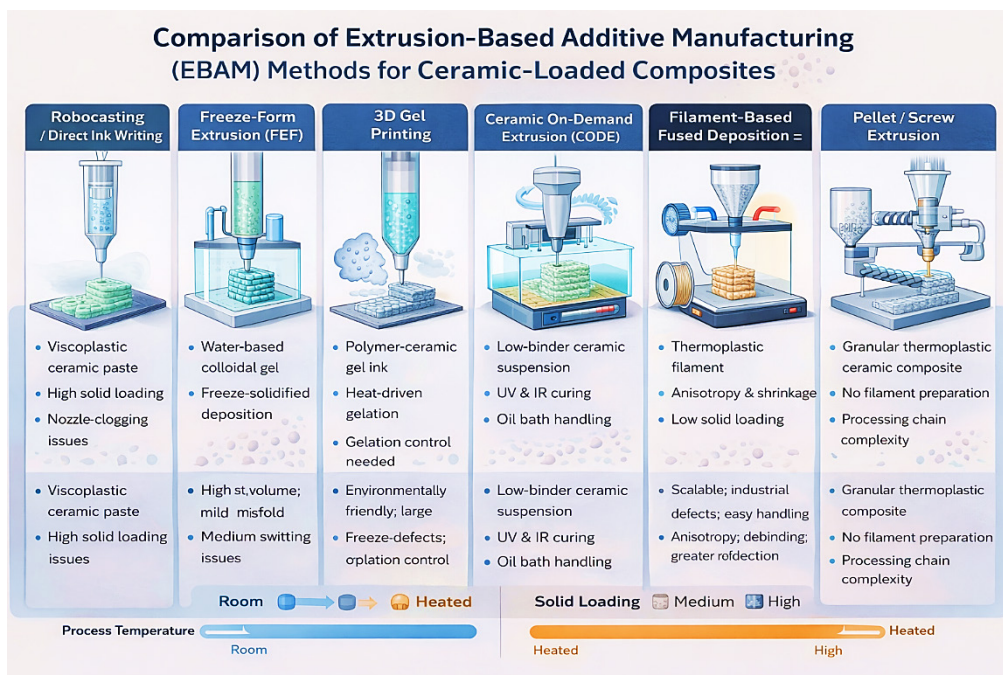 Comparison of Extrusion-Based Additive Manufacturing
(EBAM) Methods for Ceramic-Loaded Composites
Robocasting
/ Direct Ink Writing
• Viscoplastic
ceramic paste
• High solid loading
• Nozzle-clogging
issues
• Viscoplastic
ceramic paste
• High solid loading
issues
Freeze-Form
Extrusion (FEF)
• Water-based
colloidal gel
• Freeze-solidified
deposition
• High st,volume;
mild misfold
• Medium switting
issues
3D Gel
Printing
• Polymer-ceramic
gel ink
• Heat-driven
gelation
• Gelation control
needed
• Environmentally
friendly; large
• Freeze-defects;
oplation control
Ceramic On-Demand
Extrusion (CODE)
• Low-binder ceramic
suspension
• UV & IR curing
• Oil bath handling
• Low-binder ceramic
suspension
• UV & IR curing
• Oil bath handling
Filament-Based
Fused Deposition =
• Thermoplastic
filament
• Anisotropy & shrinkage
• Low solid loading
• Scalable; industrial
defects; easy handling
• Anisotropy; debinding;
greater refdection
Pellet / Screw
Extrusion
• Granular thermoplastic
ceramic composite
• No filament preparation
• Processing chain
complexity
• Granular thermoplastic
composite
• No filament preparation
• Processing chain
complexity
Room Heated
Solid Loading Medium High
Process Temperature
Room
Heated
Heated
High